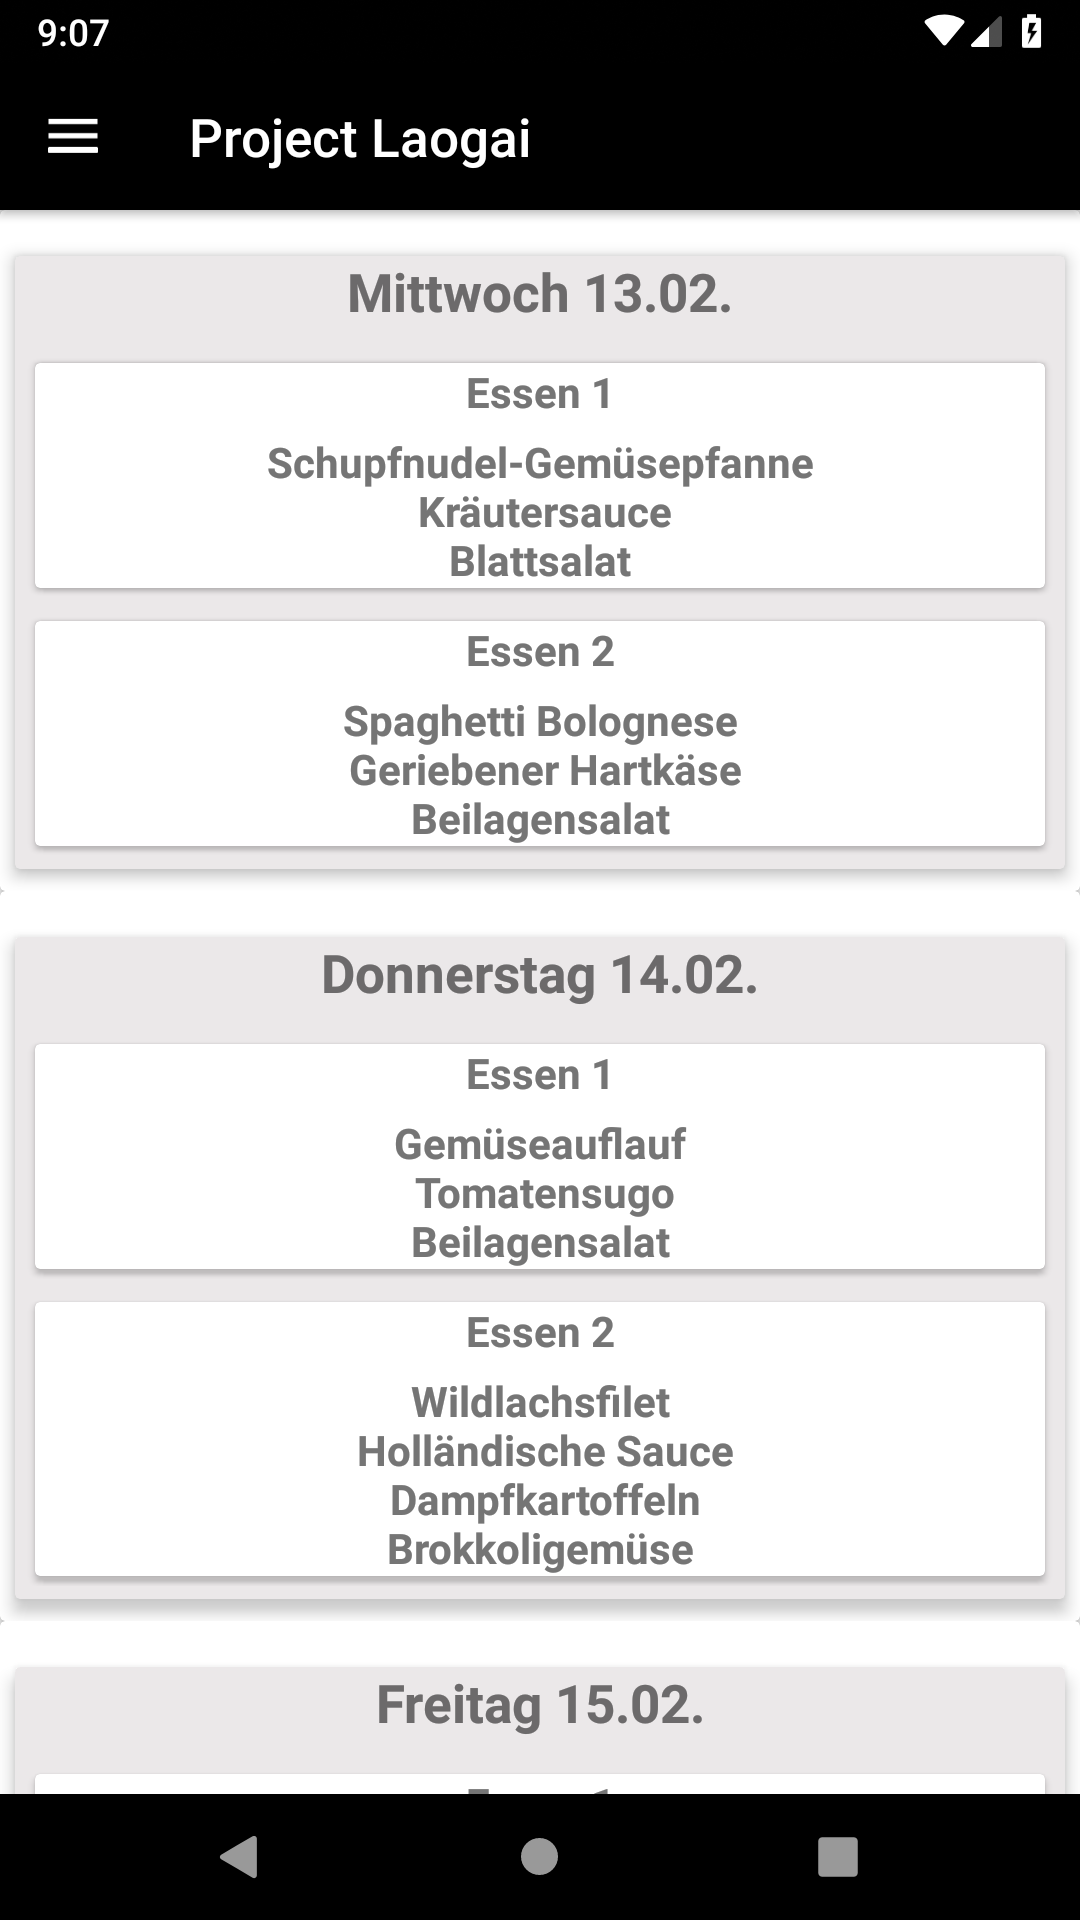 9:07
Project Laogai
Mittwoch 13.02.
Essen 1
Schupfnudel-Gemüsepfanne
Kräutersauce
Blattsalat
Essen 2
Spaghetti Bolognese
Geriebener Hartkäse
Beilagensalat
Donnerstag 14.02.
Essen 1
Gemüseauflauf
Tomatensugo
Beilagensalat
Essen 2
Wildlachsfilet
Holländische Sauce
Dampfkartoffeln
Brokkoligemüse
Freitag 15.02.